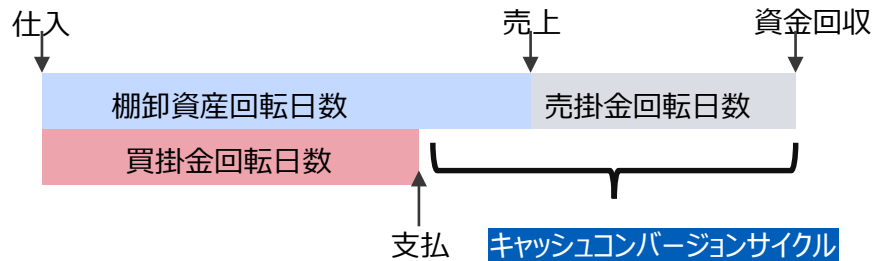 仕入
売上
資金回収
棚卸資産回転日数
売掛金回転日数
買掛金回転日数
支払
キャッシュコンバージョンサイクル